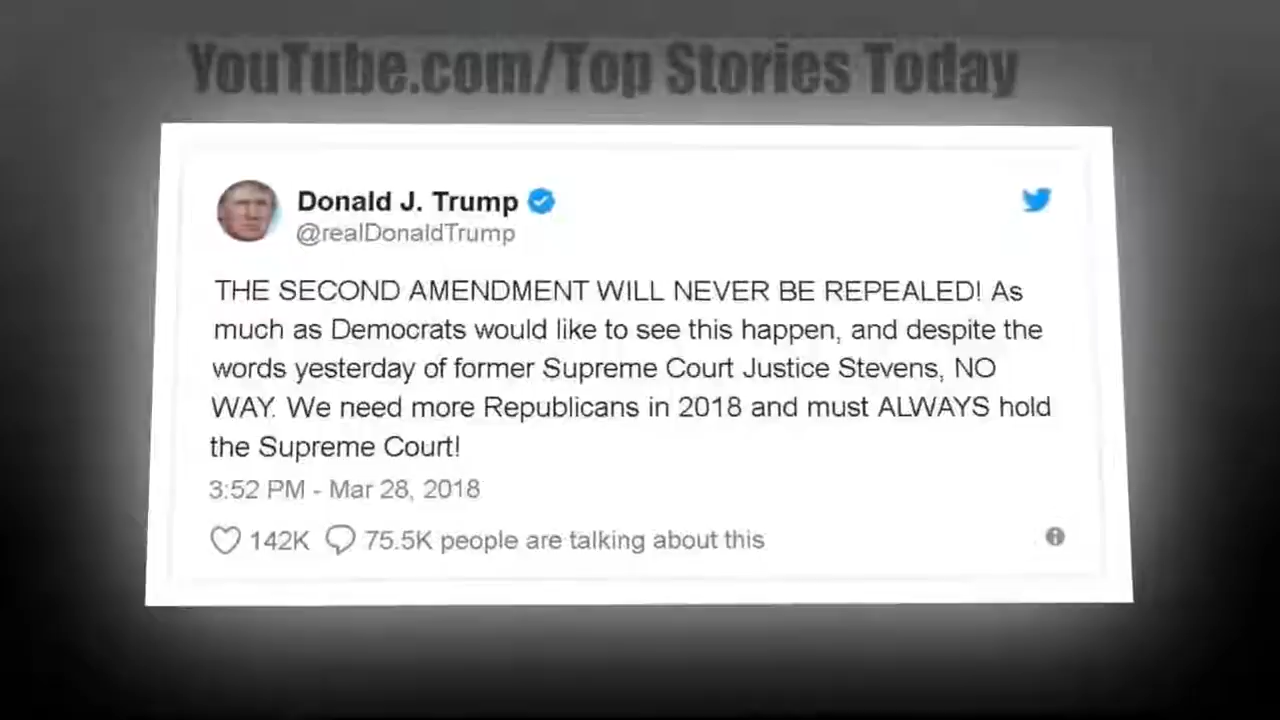 YouTube.com/Top Stories Today
Donald J. Trump
@realDonaldTrump
THE SECOND AMENDMENT WILL NEVER BE REPEALED! As
much as Democrats would like to see this happen, and despite the
words yesterday of former Supreme Court Justice Stevens, NO
WAY. We need more Republicans in 2018 and must ALWAYS hold
the Supreme Court!
3:52 PM - Mar 28, 2018
142K 75.5K people are talking about this